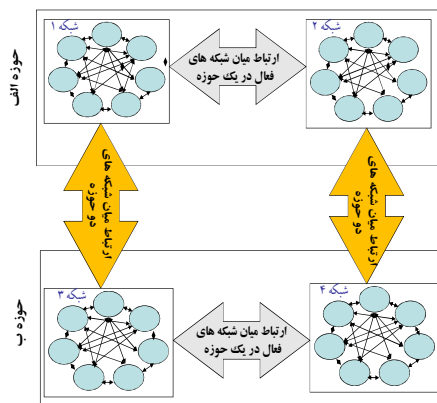 شبکه ۱
شبکه ۲
حوزه الف
ارتباط میان شبکه های
فعال در یک حوزه
ارتباط میان شبکه های
دو حوزه
ارتباط میان شبکه های
دو حوزه
شبکه ۳
شبکه ۴
حوزه ب
ارتباط میان شبکه های
فعال در یک حوزه